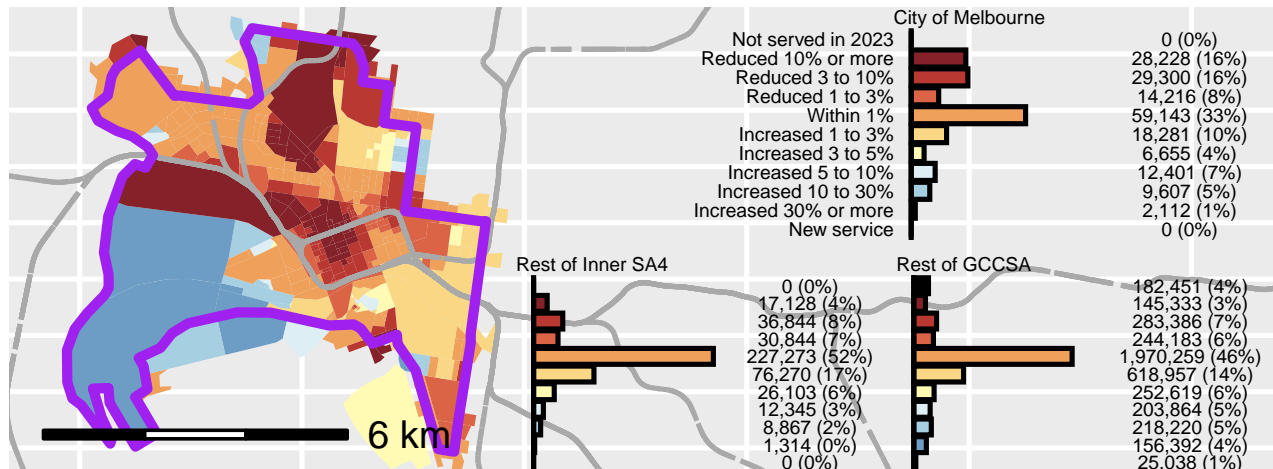 City of Melbourne
Not served in 2023 0 (0%)
Reduced 10% or more 28,228 (16%)
Reduced 3 to 10% 29,300 (16%)
Reduced 1 to 3% 14,216 (8%)
Within 1% 59,143 (33%)
Increased 1 to 3% 18,281 (10%)
Increased 3 to 5% 6,655 (4%)
Increased 5 to 10% 12,401 (7%)
Increased 10 to 30% 9,607 (5%)
Increased 30% or more 2,112 (1%)
New service 0 (0%)
Rest of Inner SA4
0 (0%)
17,128 (4%)
36,844 (8%)
30,844 (7%)
227,273 (52%)
76,270 (17%)
26,103 (6%)
12,345 (3%)
8,867 (2%)
1,314 (0%)
0 (0%)
Rest of GCCSA
182,451 (4%)
145,333 (3%)
283,386 (7%)
244,183 (6%)
1,970,259 (46%)
618,957 (14%)
252,619 (6%)
203,864 (5%)
218,220 (5%)
156,392 (4%)
25,038 (1%)
6 km